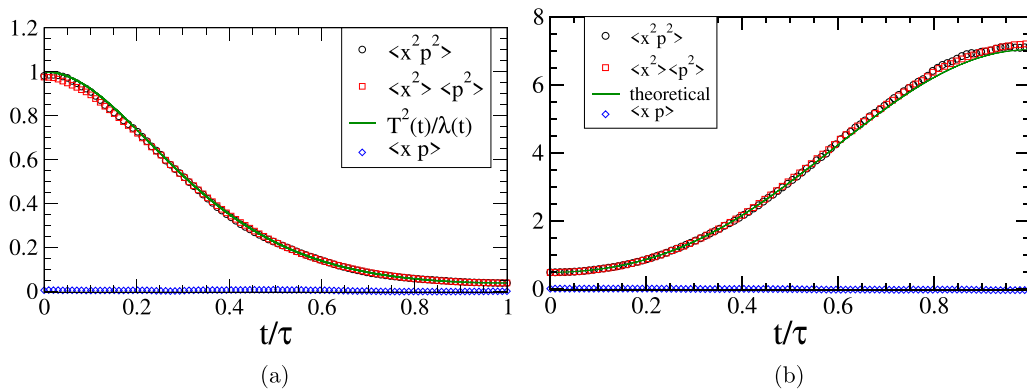 1.2
1
0.8
0.6
0.4
0.2
0
<x²p²>
<x²> <p²>
T²(t)/λ(t)
<x p>
0 0.2 0.4 0.6 0.8 1
t/τ
(a)
8
6
4
2
0
<x²p²>
<x²><p²>
theoretical
<x p>
0 0.2 0.4 0.6 0.8
t/τ
(b)